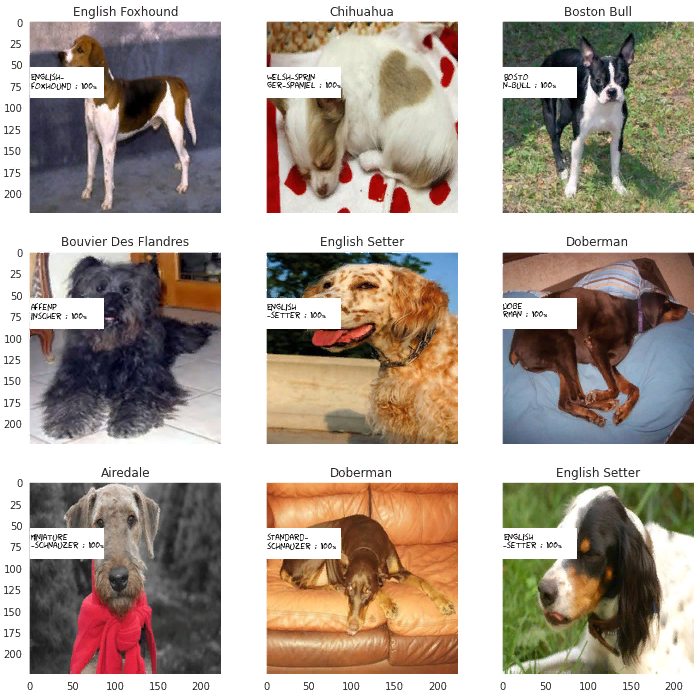 English Foxhound
0
25
50
75
100
125
150
175
200
ENGLISH-
FOXHOUND : 100%
Chihuahua
WELSH-SPRIN
GER-SPANIEL : 100%
Boston Bull
BOSTO
N-BULL : 100%
Bouvier Des Flandres
0
25
50
75
100
125
150
175
200
AFFENP
INSCHER : 100%
English Setter
ENGLISH
-SETTER : 100%
Doberman
DOBE
RMAN : 100%
Airedale
0
25
50
75
100
125
150
175
200
MINIATURE
-SCHNAUZER : 100%
0 50 100 150 200
Doberman
STANDARD-
SCHNAUZER : 100%
0 50 100 150 200
English Setter
ENGLISH
-SETTER : 100%
0 50 100 150 200